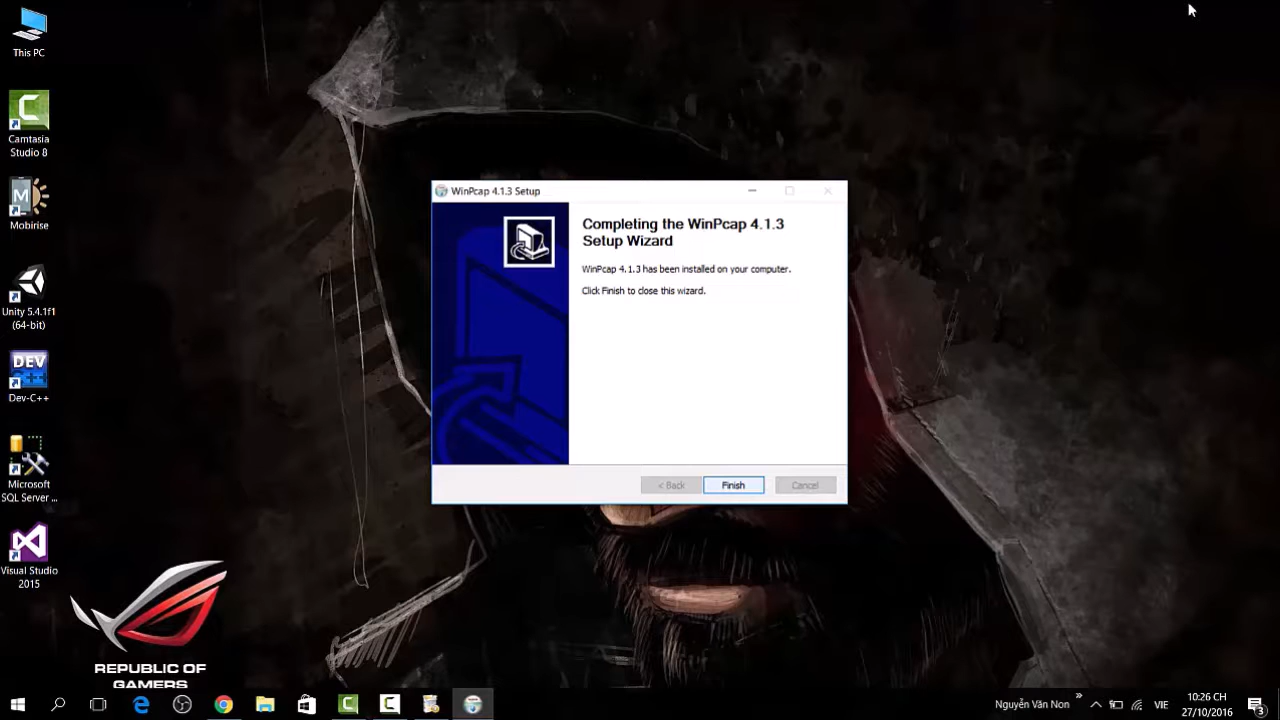 This PC
Camtasia
Studio 8
Mobirise
Unity 5.4.1f1
(64-bit)
DEV
C++
Dev-C++
Microsoft
SQL Server ...
Visual Studio
2015
REPUBLIC OF
GAMERS
WinPcap 4.1.3 Setup
Completing the WinPcap 4.1.3
Setup Wizard
WinPcap 4.1.3 has been installed on your computer.
Click Finish to close this wizard.
< Back
Finish
Cancel
Nguyễn Văn Non
VIE
10:26 CH
27/10/2016
3